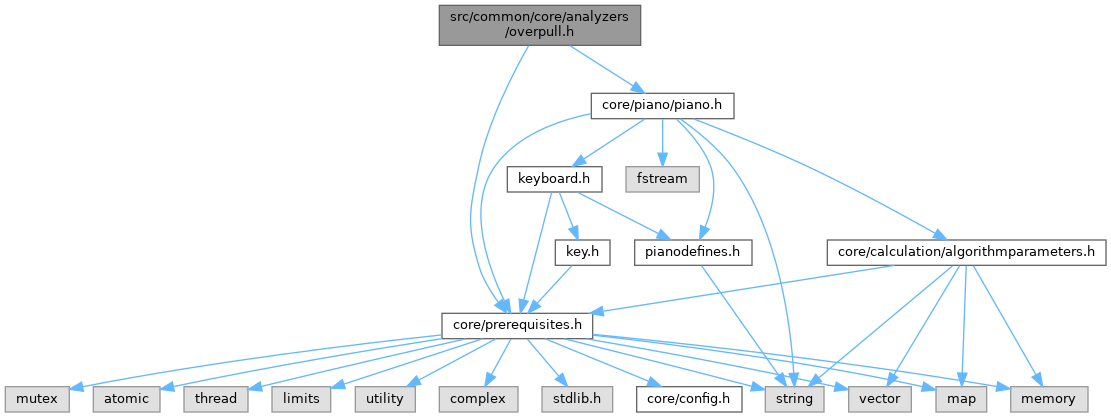 src/common/core/analyzers
/overpull.h
core/piano/piano.h
keyboard.h
fstream
key.h
pianodefines.h
core/calculation/algorithmparameters.h
core/prerequisites.h
mutex
atomic
thread
limits
utility
complex
stdlib.h
core/config.h
string
vector
map
memory